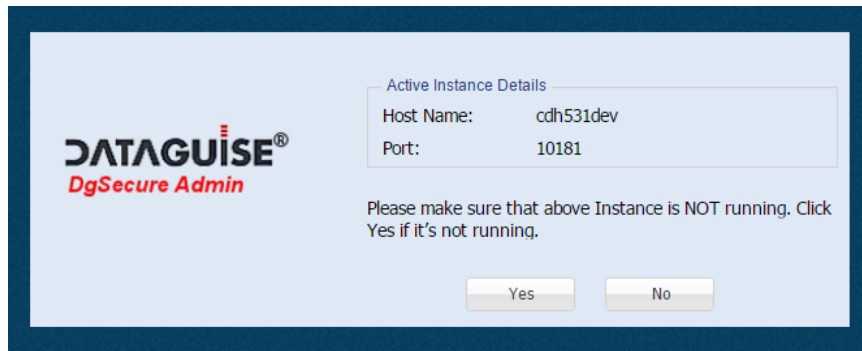 Active Instance Details
Host Name: cdh531dev
Port: 10181
DATAGUISE®
DgSecure Admin
Please make sure that above Instance is NOT running. Click
Yes if it's not running.
Yes No